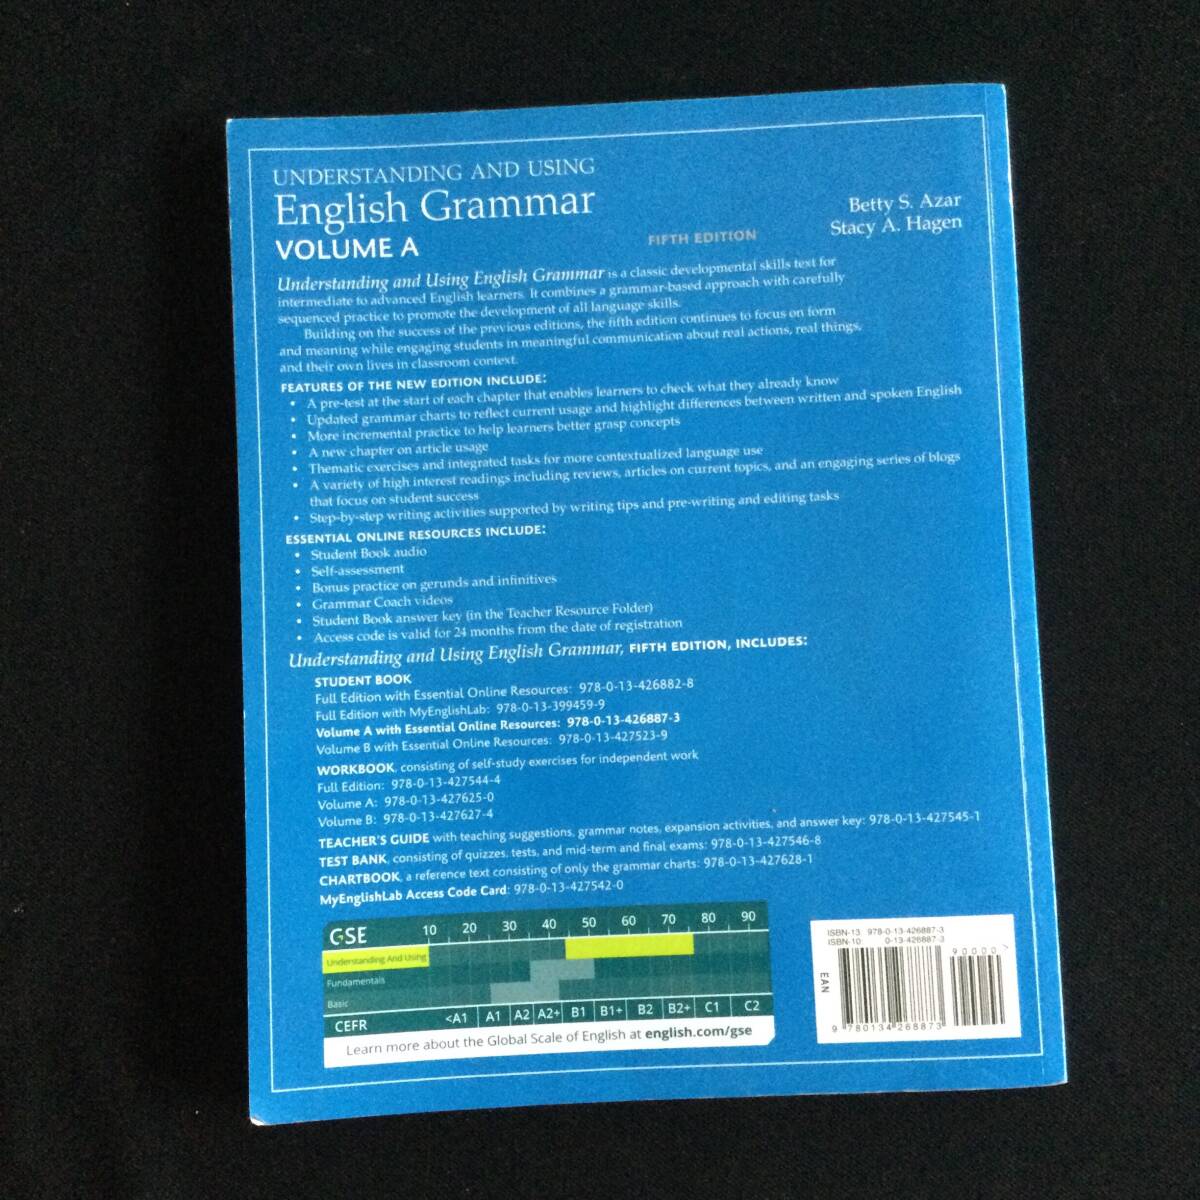 UNDERSTANDING AND USING
English Grammar
VOLUME A
FIFTH EDITION
Betty S. Azar
Stacy A. Hagen
Understanding and Using English Grammar is a classic developmental skills text for
intermediate to advanced English learners. It combines a grammar-based approach with carefully
sequenced practice to promote the development of all language skills.
Building on the success of the previous editions, the fifth edition continues to focus on form
and meaning while engaging students in meaningful communication about real actions, real things,
and their own lives in classroom context.
FEATURES OF THE NEW EDITION INCLUDE:
• A pre-test at the start of each chapter that enables learners to check what they already know
• Updated grammar charts to reflect current usage and highlight differences between written and spoken English
• More incremental practice to help learners better grasp concepts
• A new chapter on article usage
• Thematic exercises and integrated tasks for more contextualized language use
• A variety of high interest readings including reviews, articles on current topics, and an engaging series of blogs
that focus on student success
• Step-by-step writing activities supported by writing tips and pre-writing and editing tasks
ESSENTIAL ONLINE RESOURCES INCLUDE:
• Student Book audio
• Self-assessment
• Bonus practice on gerunds and infinitives
• Grammar Coach videos
• Student Book answer key (in the Teacher Resource Folder)
• Access code is valid for 24 months from the date of registration
Understanding and Using English Grammar, FIFTH EDITION, INCLUDES:
STUDENT BOOK
Full Edition with Essential Online Resources: 978-0-13-426882-8
Full Edition with MyEnglishLab: 978-0-13-399459-9
Volume A with Essential Online Resources: 978-0-13-426887-3
Volume B with Essential Online Resources: 978-0-13-427523-9
WORKBOOK, consisting of self-study exercises for independent work
Full Edition: 978-0-13-427544-4
Volume A: 978-0-13-427625-0
Volume B: 978-0-13-427627-4
TEACHER'S GUIDE with teaching suggestions, grammar notes, expansion activities, and answer key: 978-0-13-427545-1
TEST BANK, consisting of quizzes, tests, and mid-term and final exams: 978-0-13-427546-8
CHARTBOOK, a reference text consisting of only the grammar charts: 978-0-13-427628-1
MyEnglishLab Access Code Card: 978-0-13-427542-0
GSE 10 20 30 40 50 60 70 80 90
Understanding And Using
Fundamentals
Basic
CEFR <A1 A1 A2 A2+ B1 B1+ B2 B2+ C1 C2
Learn more about the Global Scale of English at english.com/gse
ISBN-13 978-0-13-426887-3
ISBN-10 0-13-426887-3
90000
EAN
9 780134 268873